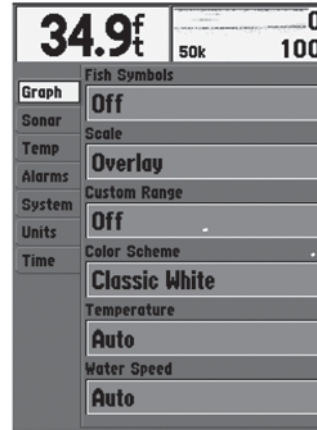 34.9ft
50k
0
100
Graph
Sonar
Temp
Alarms
System
Units
Time
Fish Symbols
Off
Scale
Overlay
Custom Range
Off
Color Scheme
Classic White
Temperature
Auto
Water Speed
Auto